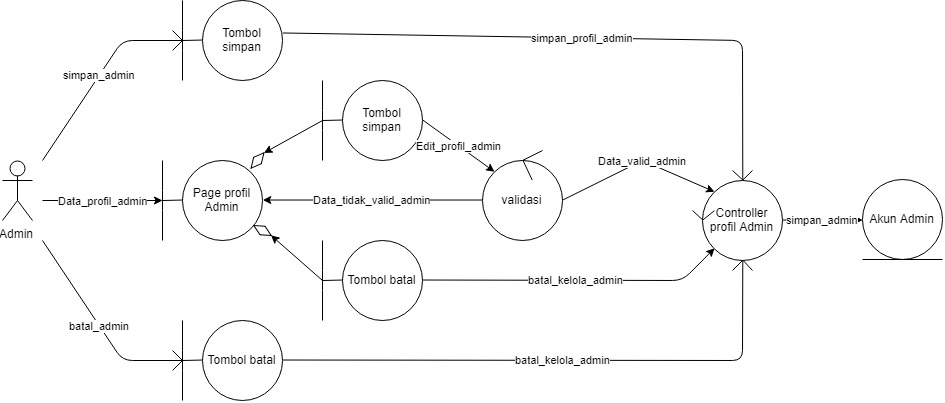 Tombol
simpan
simpan_profil_admin
simpan_admin
Tombol
simpan
Edit_profil_admin
Data_valid_admin
Admin
Data_profil_admin
Page profil
Admin
Data_tidak_valid_admin
validasi
Controller
profil Admin
simpan_admin
Akun Admin
Tombol batal
batal_kelola_admin
batal_admin
Tombol batal
batal_kelola_admin